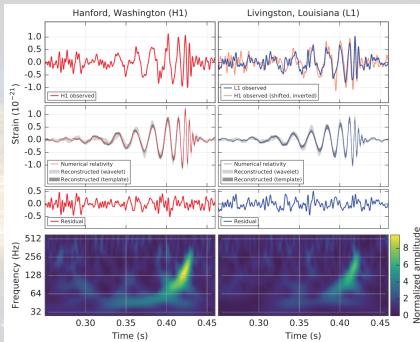 Hanford, Washington (H1)
Livingston, Louisiana (L1)
1.0
0.5
0.0
-0.5
-1.0
H1 observed
L1 observed
H1 observed (shifted, inverted)
Strain (10⁻²¹)
1.0
0.5
0.0
-0.5
-1.0
Numerical relativity
Reconstructed (wavelet)
Reconstructed (template)
Numerical relativity
Reconstructed (wavelet)
Reconstructed (template)
0.5
0.0
-0.5
Residual
Residual
Frequency (Hz)
512
256
128
64
32
0.30
0.35
0.40
0.45
0.30
0.35
0.40
0.45
Time (s)
Time (s)
8
6
4
2
0
Normalized amplitude